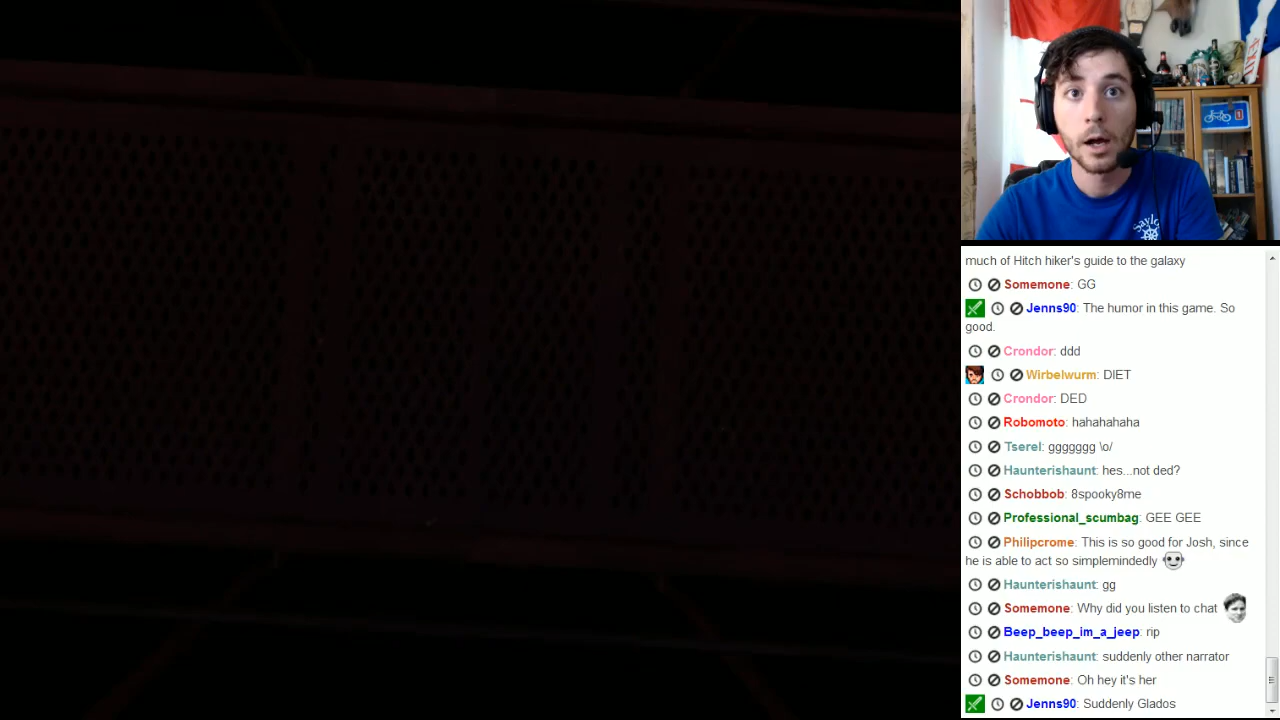 much of Hitch hiker's guide to the galaxy
Somemone: GG
Jenns90: The humor in this game. So
good.
Crondor: ddd
Wirbelwurm: DIET
Crondor: DED
Robomoto: hahahahaha
Tserel: ggggggg \o/
Haunterishaunt: hes...not ded?
Schobbob: 8spooky8me
Professional_scumbag: GEE GEE
Philipcrome: This is so good for Josh, since
he is able to act so simplemindedly
Haunterishaunt: gg
Somemone: Why did you listen to chat
Beep_beep_im_a_jeep: rip
Haunterishaunt: suddenly other narrator
Somemone: Oh hey it's her
Jenns90: Suddenly Glados